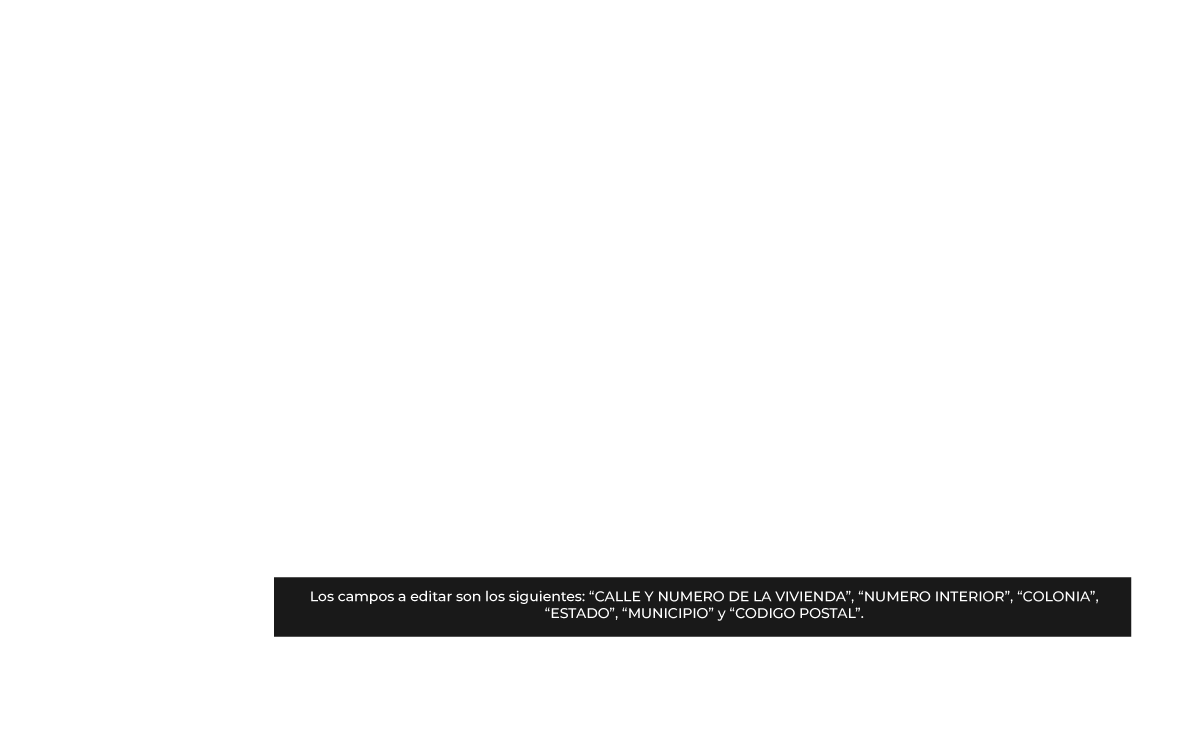 Los campos a editar son los siguientes: “CALLE Y NUMERO DE LA VIVIENDA”, “NUMERO INTERIOR”, “COLONIA”,
“ESTADO”, “MUNICIPIO” y “CODIGO POSTAL”.